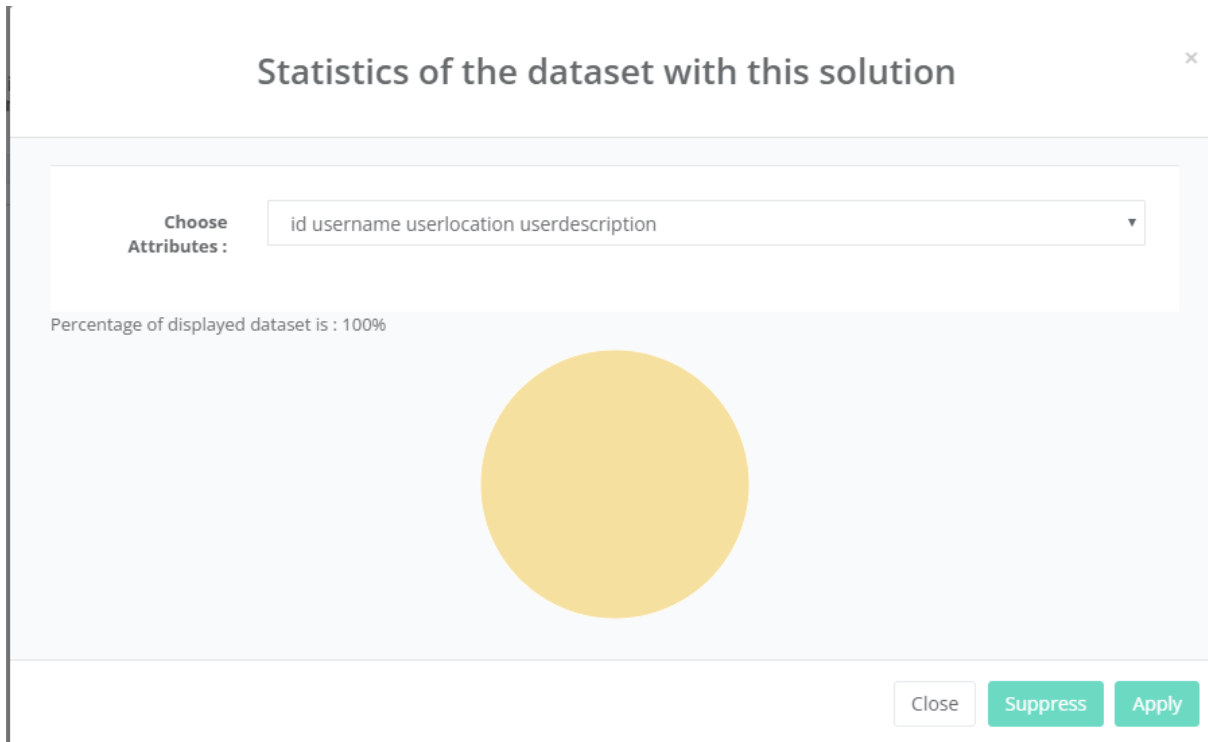 Statistics of the dataset with this solution
×
Choose
Attributes :
id username userlocation userdescription
Percentage of displayed dataset is : 100%
Close
Suppress
Apply